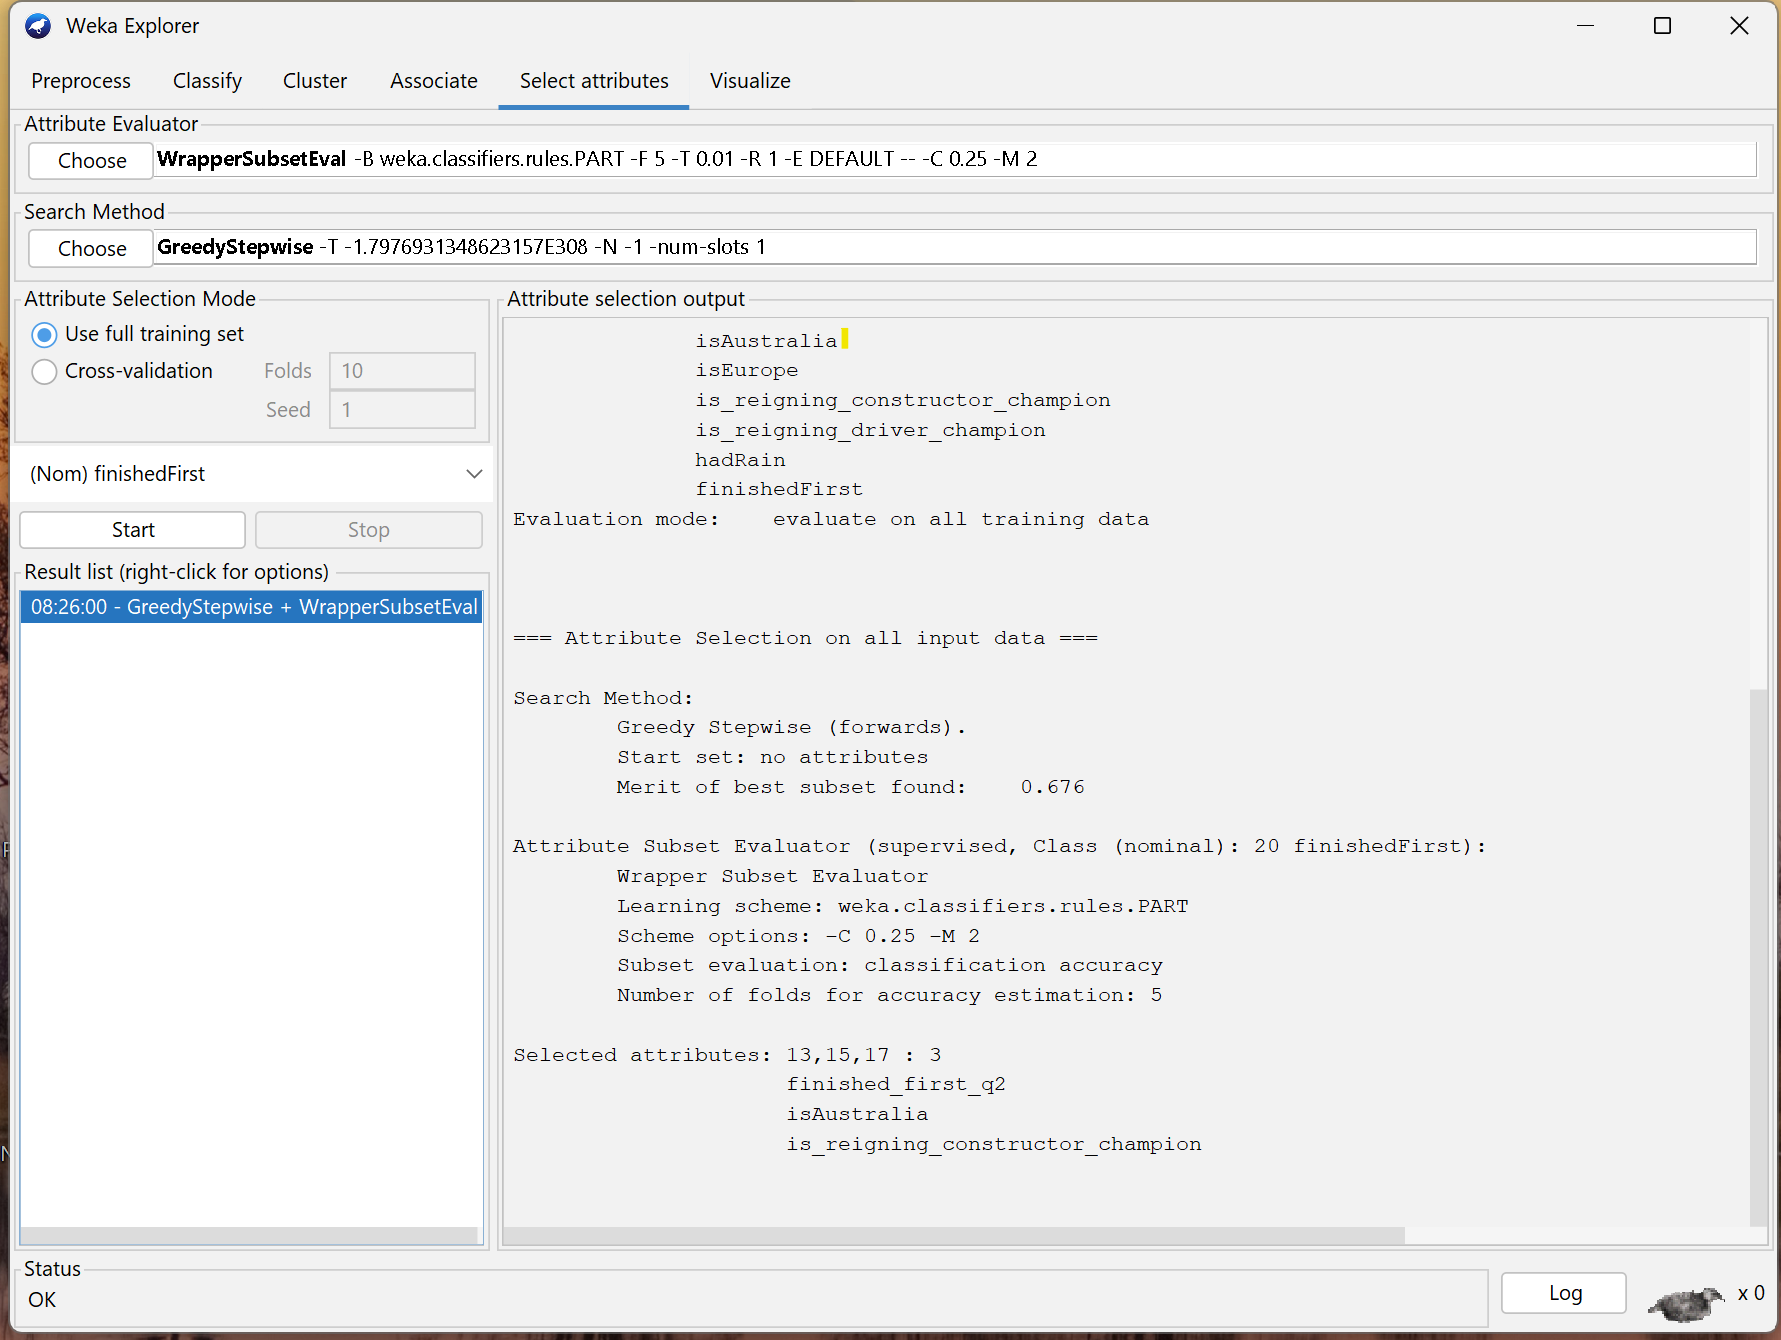 Weka Explorer
Preprocess Classify Cluster Associate Select attributes Visualize
Attribute Evaluator
Choose WrapperSubsetEval -B weka.classifiers.rules.PART -F 5 -T 0.01 -R 1 -E DEFAULT -- -C 0.25 -M 2
Search Method
Choose GreedyStepwise -T -1.7976931348623157E308 -N -1 -num-slots 1
Attribute Selection Mode
Use full training set
Cross-validation Folds 10
Seed 1
(Nom) finishedFirst
Start Stop
Result list (right-click for options)
08:26:00 - GreedyStepwise + WrapperSubsetEval
Attribute selection output
isAustralia
isEurope
is_reigning_constructor_champion
is_reigning_driver_champion
hadRain
finishedFirst
Evaluation mode: evaluate on all training data
=== Attribute Selection on all input data ===
Search Method:
Greedy Stepwise (forwards).
Start set: no attributes
Merit of best subset found: 0.676
Attribute Subset Evaluator (supervised, Class (nominal): 20 finishedFirst):
Wrapper Subset Evaluator
Learning scheme: weka.classifiers.rules.PART
Scheme options: -C 0.25 -M 2
Subset evaluation: classification accuracy
Number of folds for accuracy estimation: 5
Selected attributes: 13,15,17 : 3
finished_first_q2
isAustralia
is_reigning_constructor_champion
Status
OK
Log
x 0